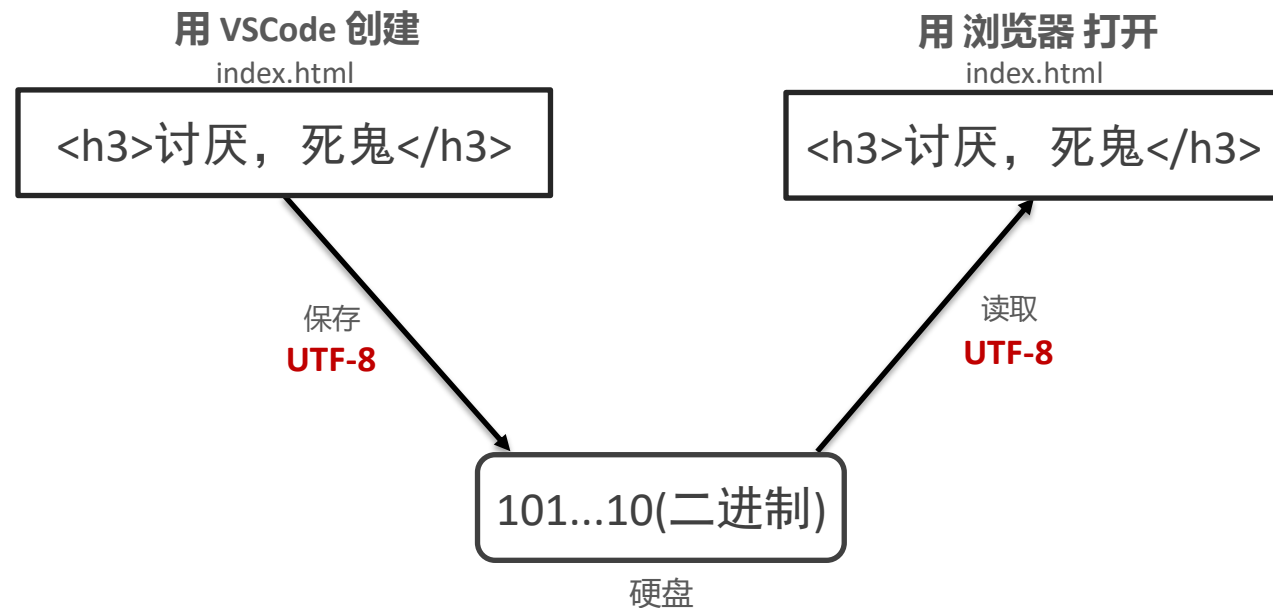 用 VSCode 创建
index.html
<h3>讨厌，死鬼</h3>
保存
UTF-8
用 浏览器 打开
index.html
<h3>讨厌，死鬼</h3>
读取
UTF-8
101...10(二进制)
硬盘